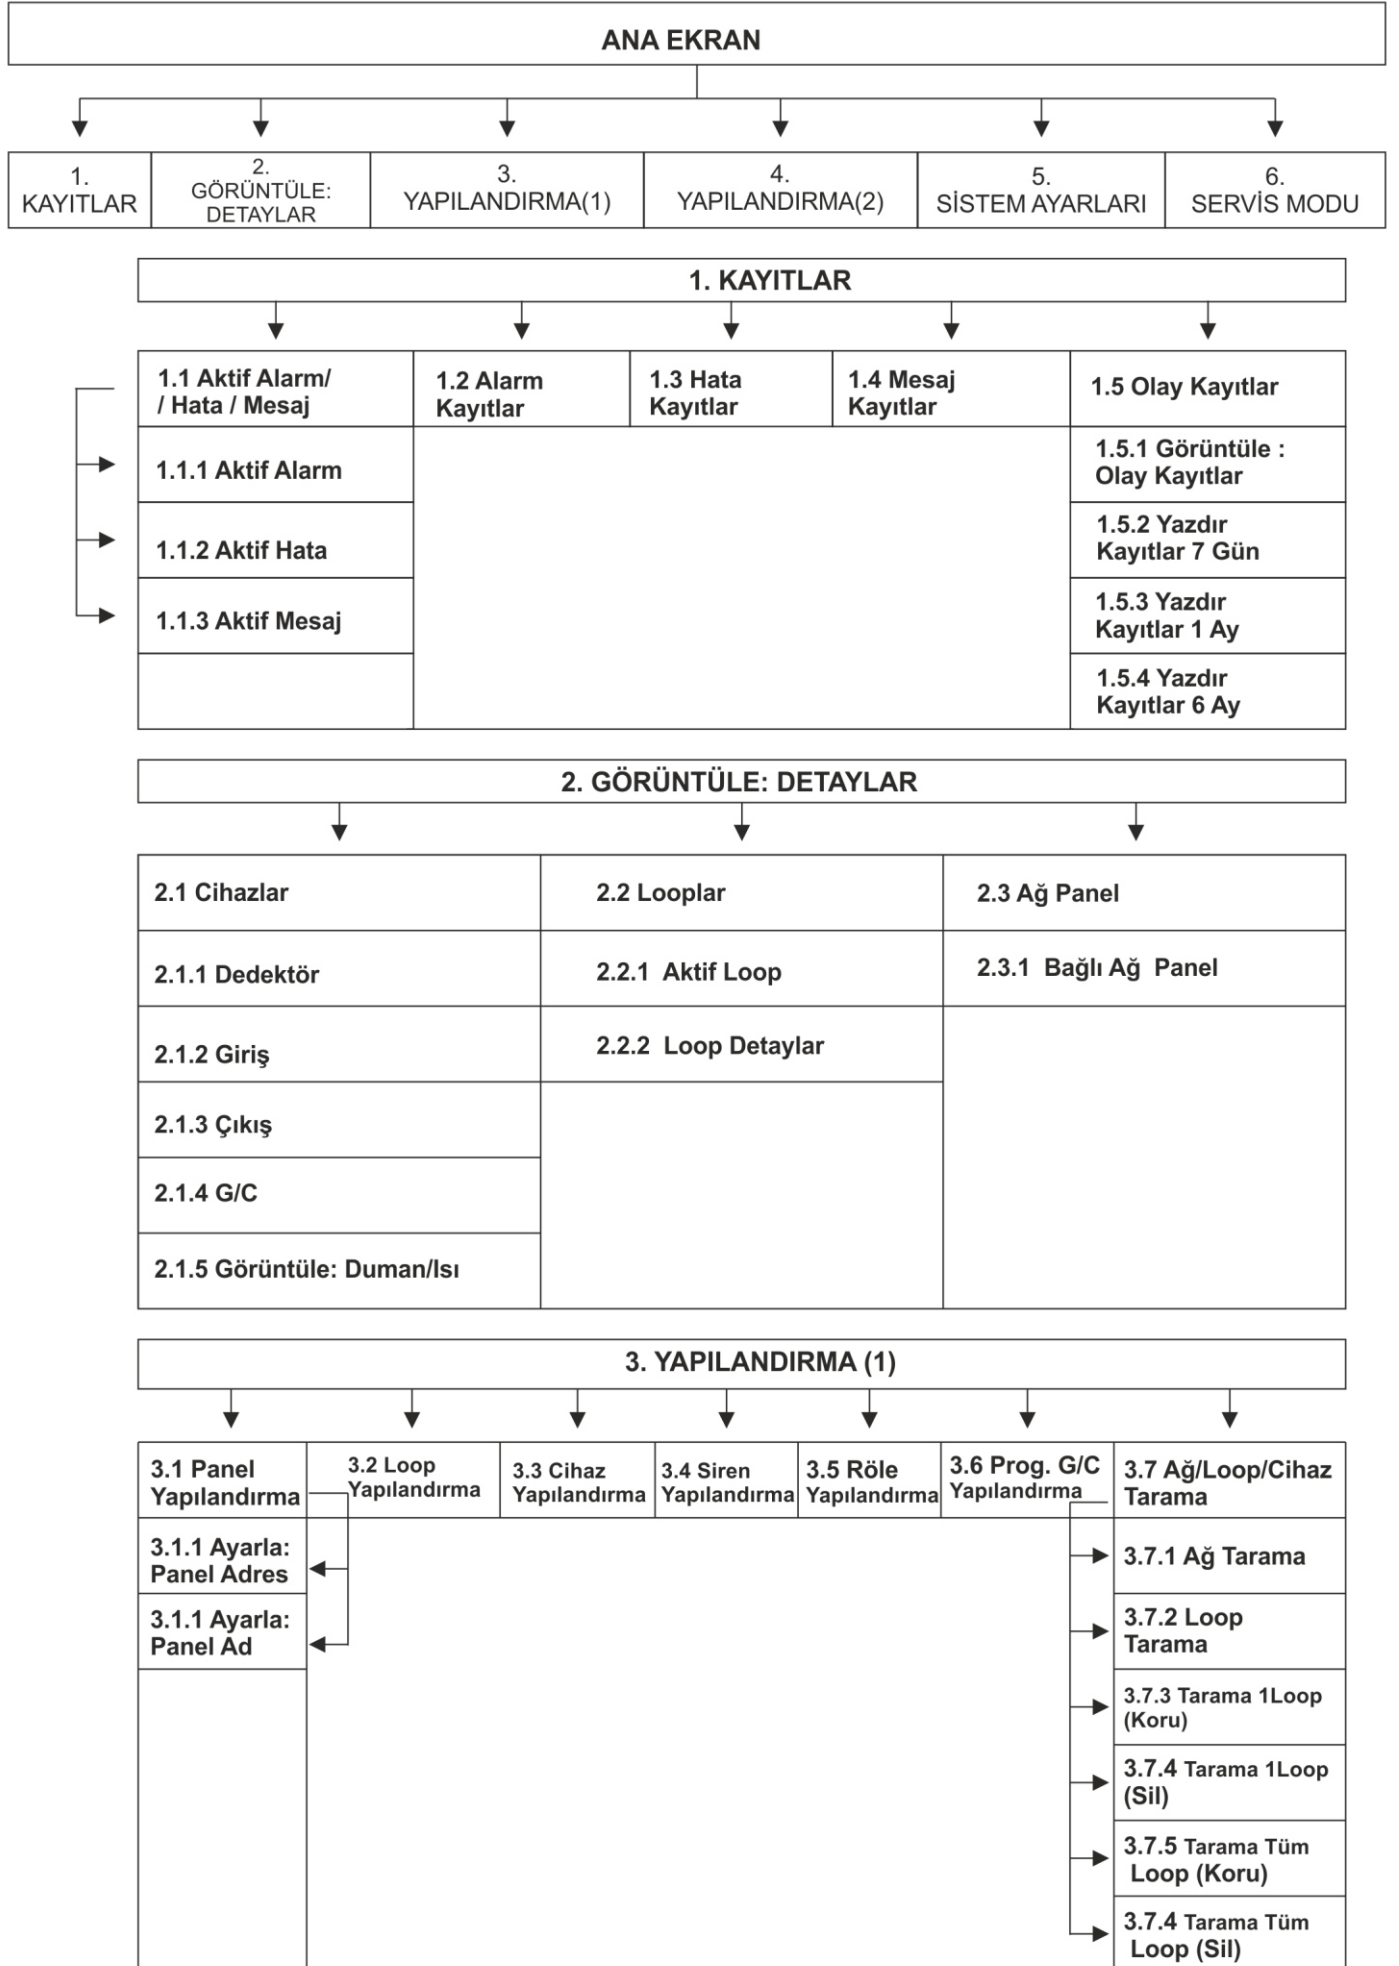 ANA EKRAN
1.
KAYITLAR
2.
GÖRÜNTÜLE:
DETAYLAR
3.
YAPILANDIRMA(1)
4.
YAPILANDIRMA(2)
5.
SİSTEM AYARLARI
6.
SERVİS MODU
1. KAYITLAR
1.1 Aktif Alarm/
/ Hata / Mesaj
1.2 Alarm
Kayıtlar
1.3 Hata
Kayıtlar
1.4 Mesaj
Kayıtlar
1.5 Olay Kayıtlar
1.1.1 Aktif Alarm
1.1.2 Aktif Hata
1.1.3 Aktif Mesaj
1.5.1 Görüntüle :
Olay Kayıtlar
1.5.2 Yazdır
Kayıtlar 7 Gün
1.5.3 Yazdır
Kayıtlar 1 Ay
1.5.4 Yazdır
Kayıtlar 6 Ay
2. GÖRÜNTÜLE: DETAYLAR
2.1 Cihazlar
2.2 Looplar
2.3 Ağ Panel
2.1.1 Dedektör
2.2.1 Aktif Loop
2.3.1 Bağlı Ağ Panel
2.1.2 Giriş
2.2.2 Loop Detaylar
2.1.3 Çıkış
2.1.4 G/C
2.1.5 Görüntüle: Duman/Isı
3. YAPILANDIRMA (1)
3.1 Panel
Yapılandırma
3.2 Loop
Yapılandırma
3.3 Cihaz
Yapılandırma
3.4 Siren
Yapılandırma
3.5 Röle
Yapılandırma
3.6 Prog. G/C
Yapılandırma
3.7 Ağ/Loop/Cihaz
Tarama
3.1.1 Ayarla:
Panel Adres
3.1.1 Ayarla:
Panel Ad
3.7.1 Ağ Tarama
3.7.2 Loop
Tarama
3.7.3 Tarama 1Loop
(Koru)
3.7.4 Tarama 1Loop
(Sil)
3.7.5 Tarama Tüm
Loop (Koru)
3.7.4 Tarama Tüm
Loop (Sil)